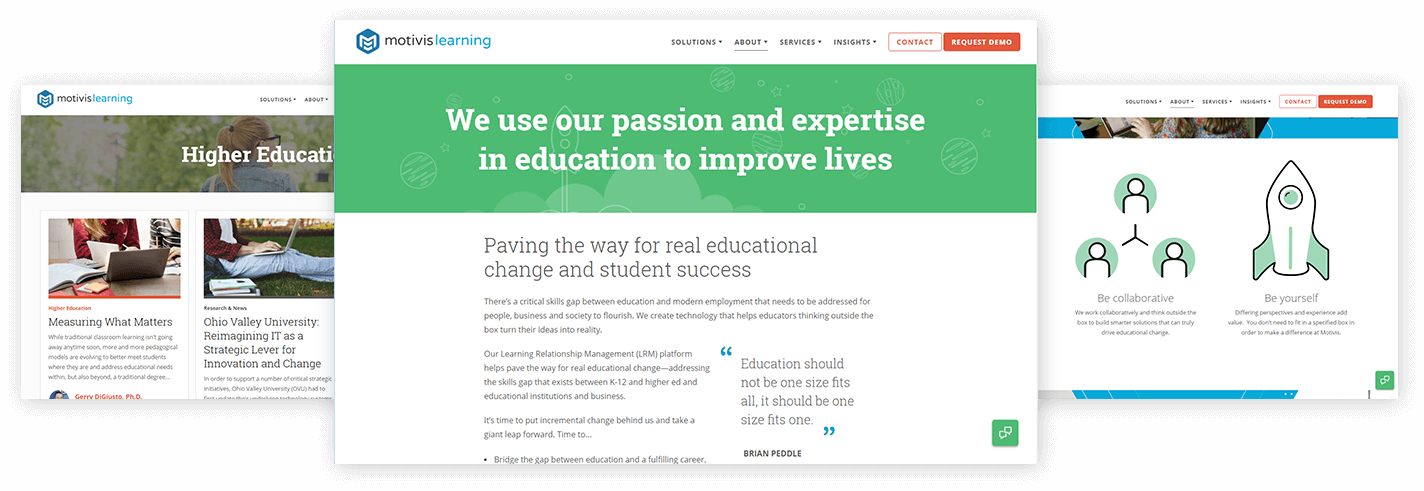 motivislearning
SOLUTIONS
ABOUT
Higher Educati
Higher Education
Measuring What Matters
While traditional classroom learning isn't going
away anytime soon, more and more pedagogical
models are evolving to better meet students
where they are and address educational needs
within, but also beyond, a traditional degree...
Gerry DiGiusto, Ph.D.
Research & News
Ohio Valley University:
Reimagining IT as a
Strategic Lever for
Innovation and Change
In order to support a number of critical strategic
initiatives, Ohio Valley University (OVU) had to
motivislearning
SOLUTIONS ABOUT SERVICES INSIGHTS CONTACT REQUEST DEMO
We use our passion and expertise
in education to improve lives
Paving the way for real educational
change and student success
There's a critical skills gap between education and modern employment that needs to be addressed for
people, business and society to flourish. We create technology that helps educators thinking outside the
box turn their ideas into reality.
Our Learning Relationship Management (LRM) platform
helps pave the way for real educational change—addressing
the skills gap that exists between K-12 and higher ed and
educational institutions and business.
It's time to put incremental change behind us and take a
giant leap forward. Time to...
• Bridge the gap between education and a fulfilling career,
“
Education should
not be one size fits
all, it should be one
size fits one.
”
BRIAN PEDDLE
SOLUTIONS ABOUT SERVICES INSIGHTS CONTACT REQUEST DEMO
Be collaborative
We work collaboratively and think outside the
box to build smarter solutions that can truly
drive educational change.
Be yourself
Differing perspectives and experience add
value. You don't need to fit in a specified box in
order to make a difference at Motivis.